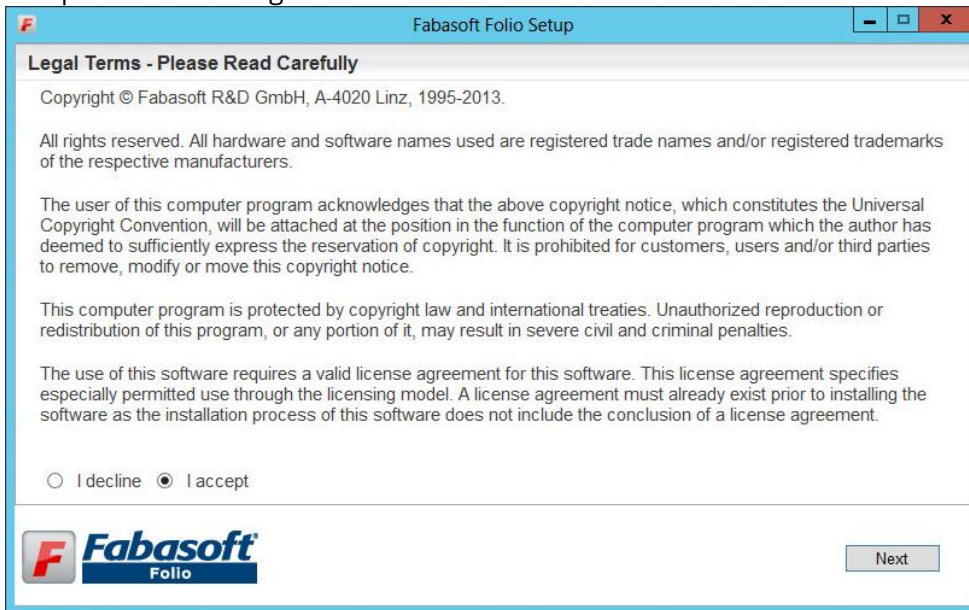 Fabasoft Folio Setup
Legal Terms - Please Read Carefully
Copyright © Fabasoft R&D GmbH, A-4020 Linz, 1995-2013.
All rights reserved. All hardware and software names used are registered trade names and/or registered trademarks
of the respective manufacturers.
The user of this computer program acknowledges that the above copyright notice, which constitutes the Universal
Copyright Convention, will be attached at the position in the function of the computer program which the author has
deemed to sufficiently express the reservation of copyright. It is prohibited for customers, users and/or third parties
to remove, modify or move this copyright notice.
This computer program is protected by copyright law and international treaties. Unauthorized reproduction or
redistribution of this program, or any portion of it, may result in severe civil and criminal penalties.
The use of this software requires a valid license agreement for this software. This license agreement specifies
especially permitted use through the licensing model. A license agreement must already exist prior to installing the
software as the installation process of this software does not include the conclusion of a license agreement.
I decline I accept
F Fabasoft
Folio
Next